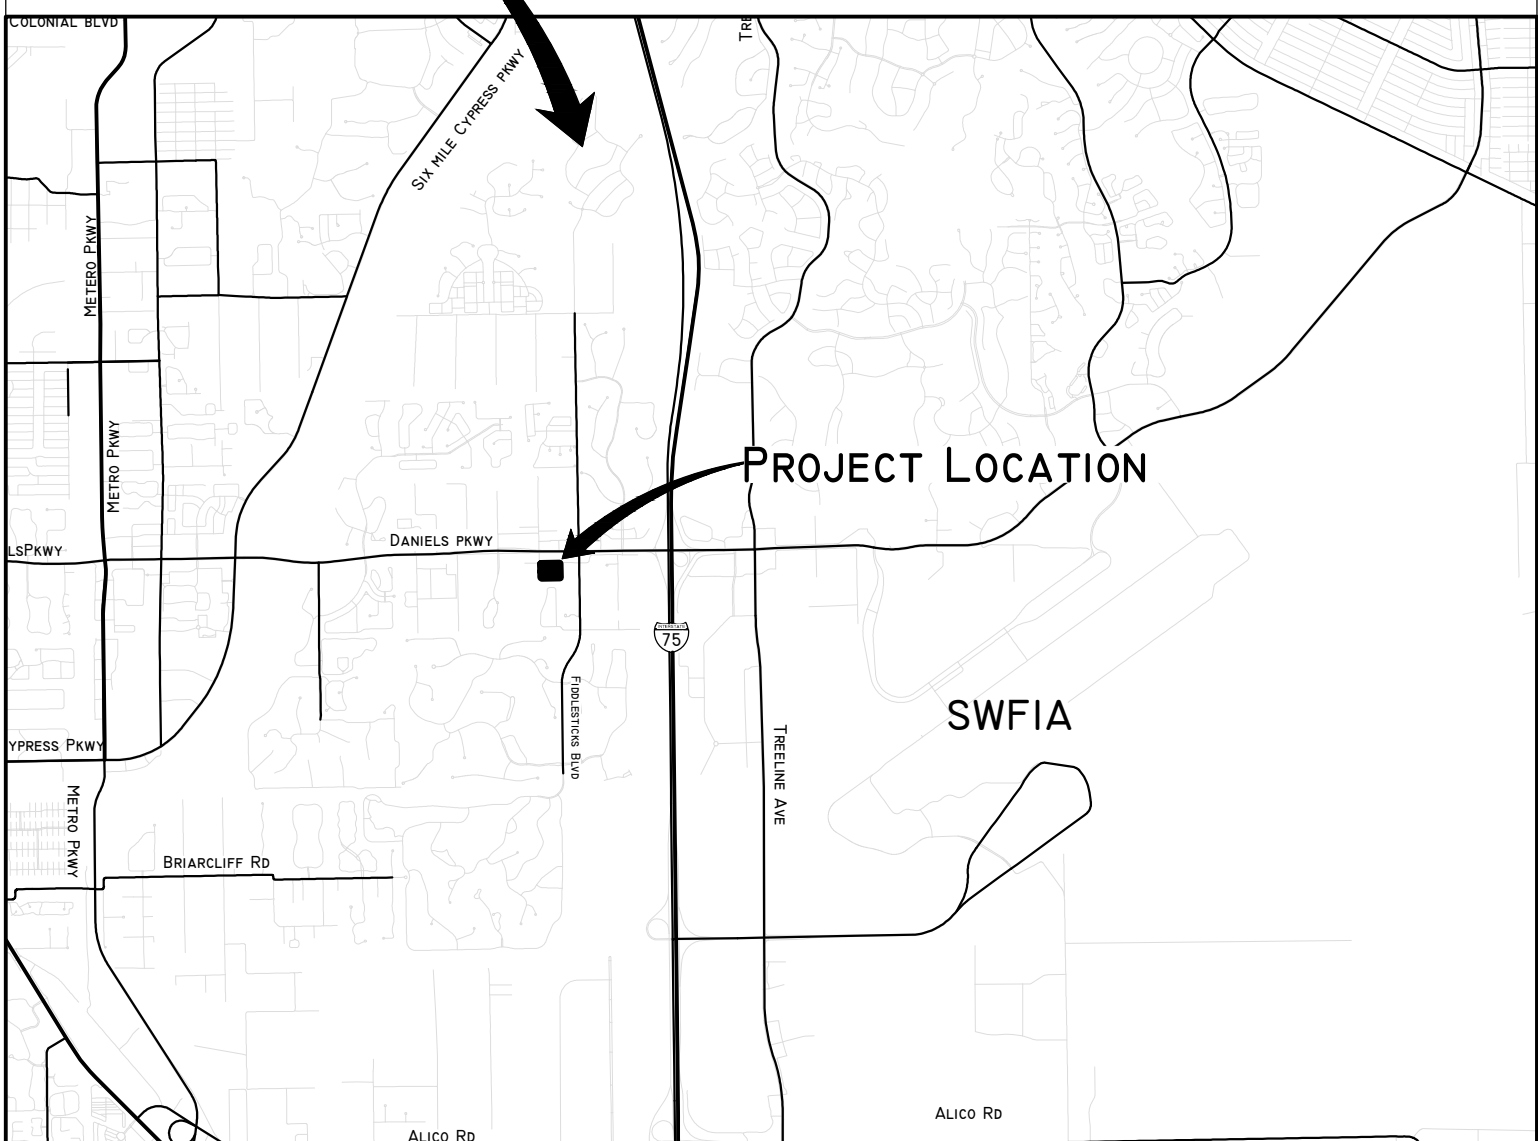 COLONIAL BLVD
TRE
SIX MILE CYPRESS PKWY
METERO PKWY
METRO PKWY
PROJECT LOCATION
LSPKWY
DANIELS PKWY
INTERSTATE
75
FIDDLESTICKS BLVD
SWFIA
TREELINE AVE
YPRESS PKWY
METRO PKWY
BRIARCLIFF RD
ALICO RD
ALICO RD